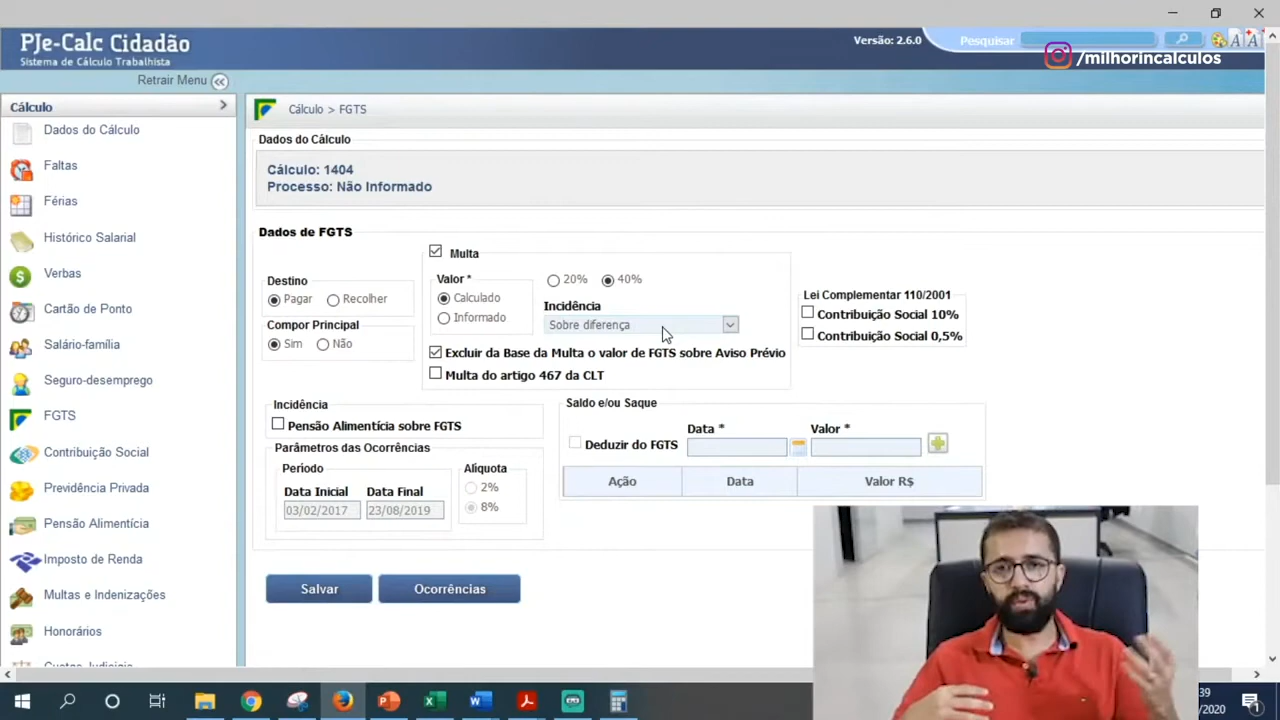 PJe-Calc Cidadão
Sistema de Cálculo Trabalhista
Versão: 2.6.0
Pesquisar
/milhorincalculos
Retrair Menu
Cálculo
Dados do Cálculo
Faltas
Férias
Histórico Salarial
Verbas
Cartão de Ponto
Salário-família
Seguro-desemprego
FGTS
Contribuição Social
Previdência Privada
Pensão Alimentícia
Imposto de Renda
Multas e Indenizações
Honorários
Cálculo > FGTS
Dados do Cálculo
Cálculo: 1404
Processo: Não Informado
Dados de FGTS
Destino
Pagar Recolher
Compor Principal
Sim Não
Multa
Valor *
Calculado
Informado
20% 40%
Incidência
Sobre diferença
Excluir da Base da Multa o valor de FGTS sobre Aviso Prévio
Multa do artigo 467 da CLT
Lei Complementar 110/2001
Contribuição Social 10%
Contribuição Social 0,5%
Incidência
Pensão Alimentícia sobre FGTS
Parâmetros das Ocorrências
Período
Data Inicial Data Final
03/02/2017 23/08/2019
Alíquota
2%
8%
Saldo e/ou Saque
Deduzir do FGTS
Data * Valor *
Ação Data Valor R$
Salvar Ocorrências
39
/2020